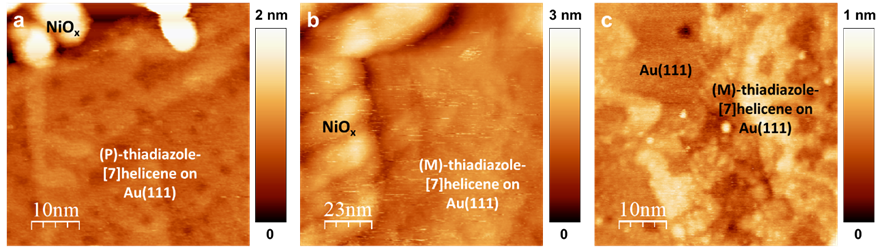 a
NiOx
(P)-thiadiazole-
[7]helicene on
Au(111)
10nm
2 nm
0
b
NiOx
(M)-thiadiazole-
[7]helicene on
Au(111)
23nm
3 nm
0
c
Au(111)
(M)-thiadiazole-
[7]helicene on
Au(111)
10nm
1 nm
0